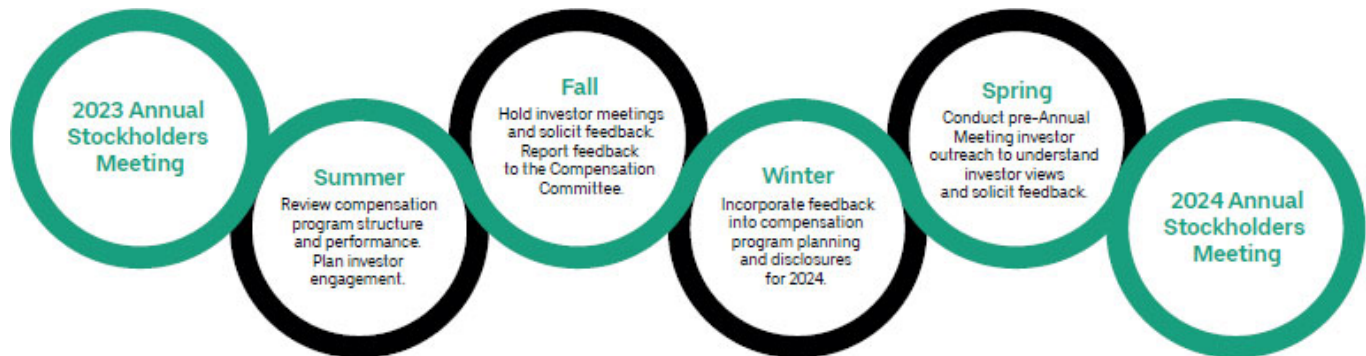 2023 Annual
Stockholders
Meeting
Summer
Review compensation
program structure
and performance.
Plan investor
engagement.
Fall
Hold investor meetings
and solicit feedback.
Report feedback
to the Compensation
Committee.
Winter
Incorporate feedback
into compensation
program planning
and disclosures
for 2024.
Spring
Conduct pre-Annual
Meeting investor
outreach to understand
investor views
and solicit feedback.
2024 Annual
Stockholders
Meeting